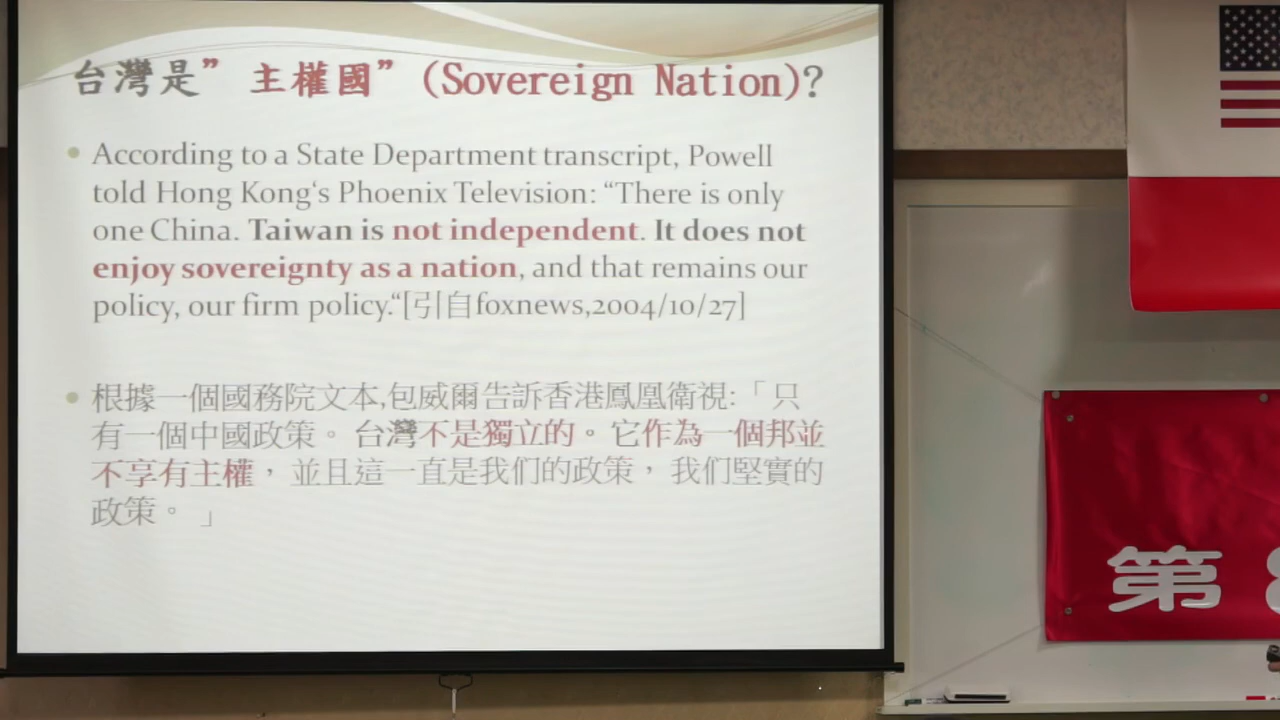 台灣是”主權國”(Sovereign Nation)?
According to a State Department transcript, Powell
told Hong Kong‘s Phoenix Television: “There is only
one China. Taiwan is not independent. It does not
enjoy sovereignty as a nation, and that remains our
policy, our firm policy.“[引自foxnews,2004/10/27]
根據一個國務院文本,包威爾告訴香港鳳凰衛視:「只
有一個中國政策。 台灣不是獨立的。它作為一個邦並
不享有主權， 並且這一直是我们的政策， 我们堅實的
政策。 」
第